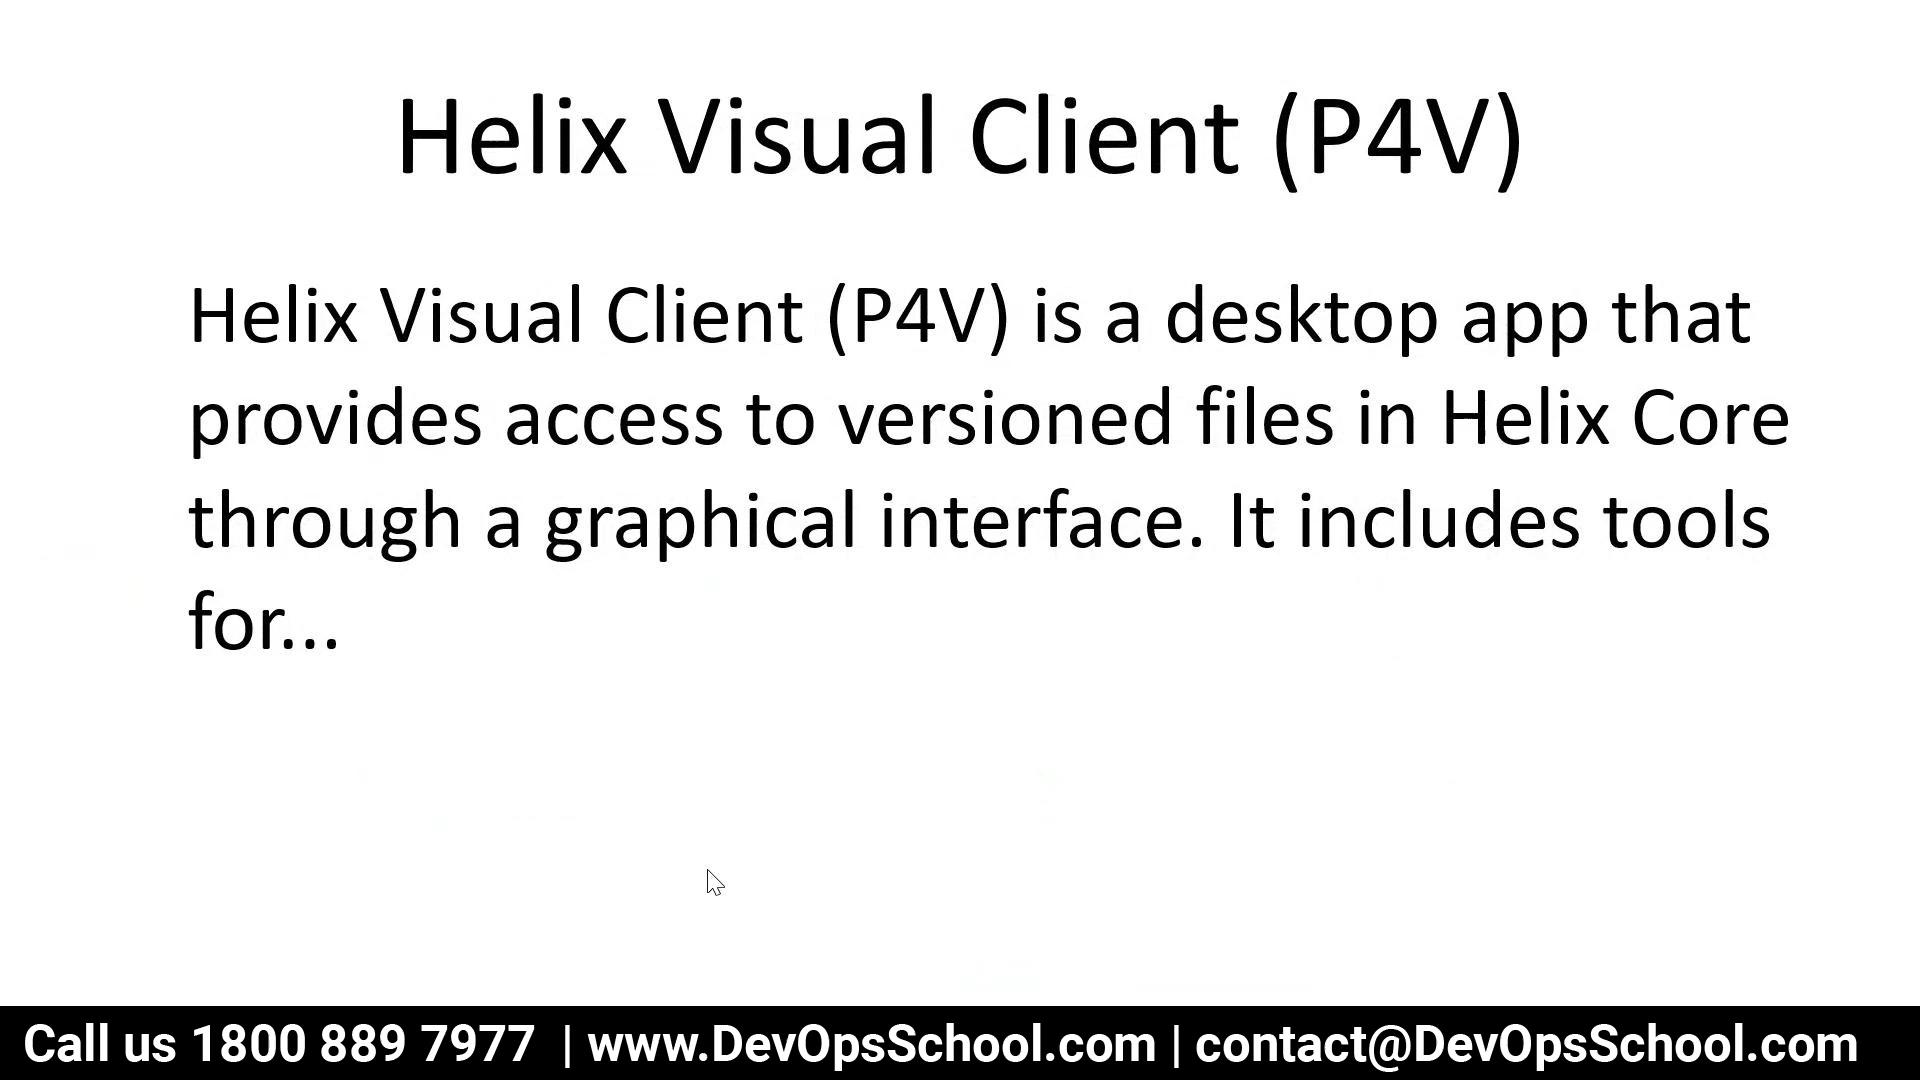 Helix Visual Client (P4V)
Helix Visual Client (P4V) is a desktop app that
provides access to versioned files in Helix Core
through a graphical interface. It includes tools
for...
Call us 1800 889 7977 | www.DevOpsSchool.com | contact@DevOpsSchool.com